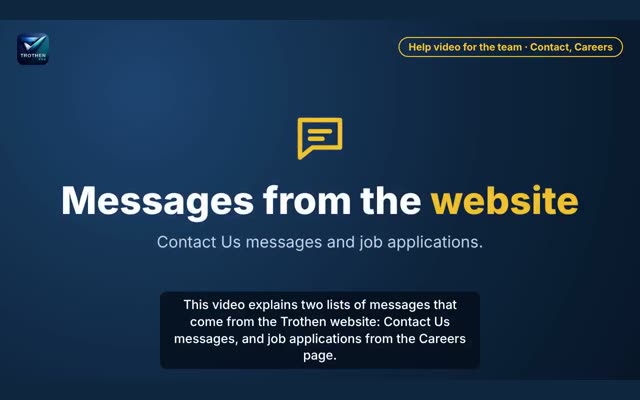 TROTHEN
Help video for the team · Contact, Careers
Messages from the website
Contact Us messages and job applications.
This video explains two lists of messages that
come from the Trothen website: Contact Us
messages, and job applications from the Careers
page.